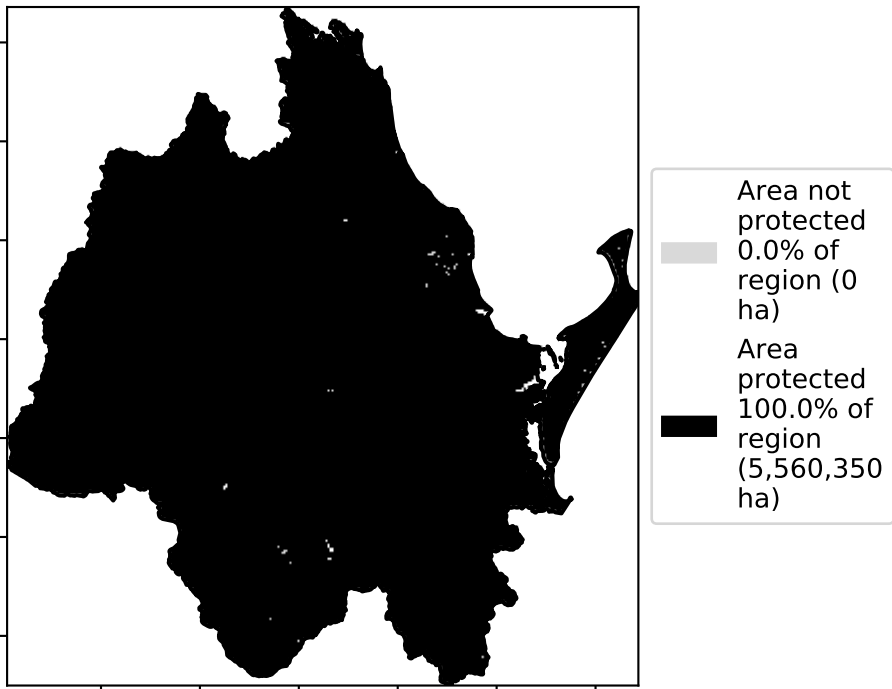 Area not
protected
0.0% of
region (0
ha)
Area
protected
100.0% of
region
(5,560,350
ha)